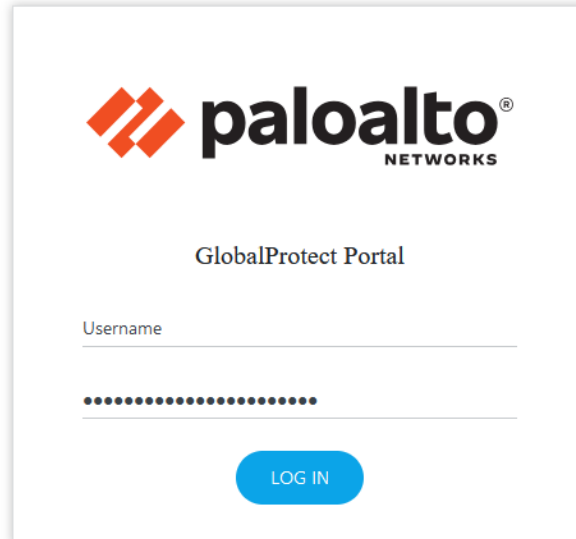 paloalto®
NETWORKS
GlobalProtect Portal
Username
•••••••••••••••••••••••
LOG IN